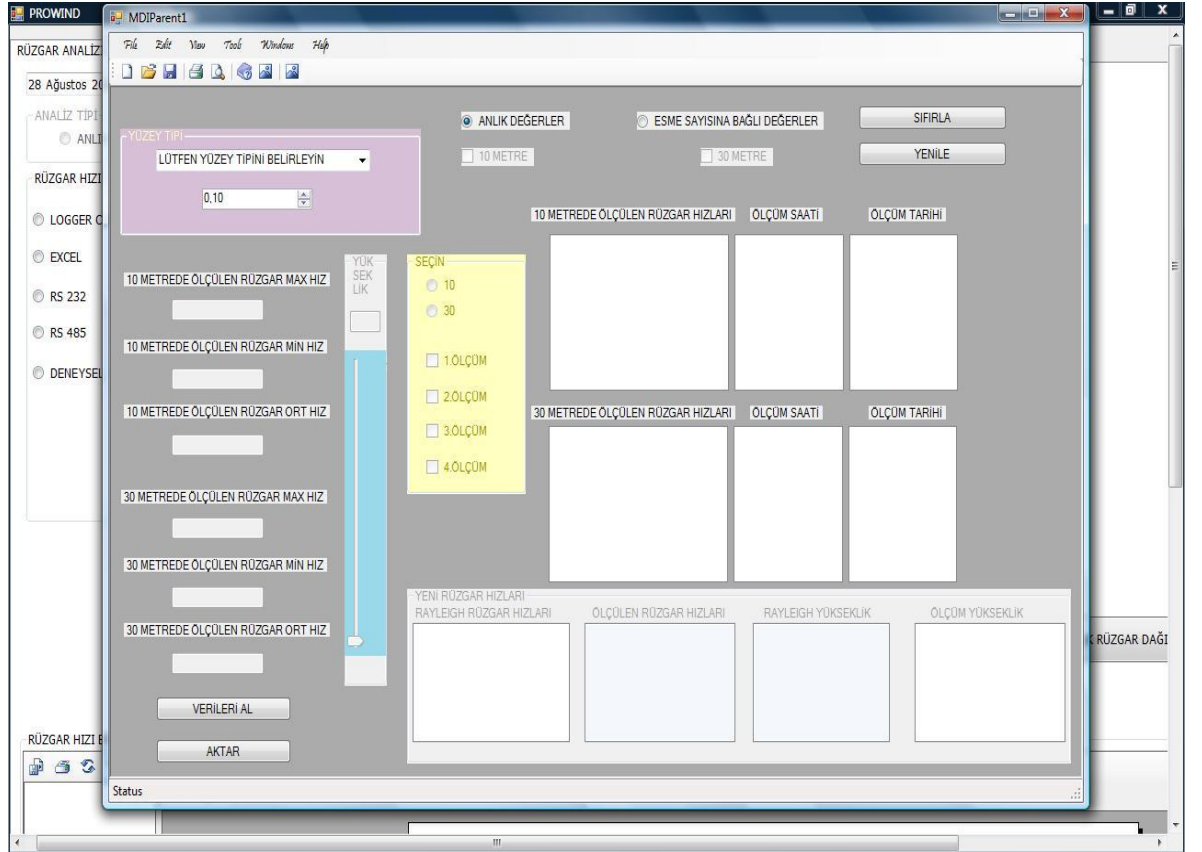 PROWIND
MDIParent1
File Edit View Tools Windows Help
RÜZGAR ANALİZ
28 Ağustos 20
ANALİZ TİPİ
ANLI
RÜZGAR HIZI
LOGGER
EXCEL
RS 232
RS 485
DENEYSEL
YÜZEY TİPİ
LÜTFEN YÜZEY TİPİNİ BELİRLEYİN
0,10
ANLIK DEĞERLER
ESME SAYISINA BAĞLI DEĞERLER
SIFIRLA
10 METRE
30 METRE
YENİLE
10 METREDE ÖLÇÜLEN RÜZGAR HIZLARI ÖLÇÜM SAATİ ÖLÇÜM TARİHİ
10 METREDE ÖLÇÜLEN RÜZGAR MAX HIZ
10 METREDE ÖLÇÜLEN RÜZGAR MİN HIZ
10 METREDE ÖLÇÜLEN RÜZGAR ORT HIZ
30 METREDE ÖLÇÜLEN RÜZGAR MAX HIZ
30 METREDE ÖLÇÜLEN RÜZGAR MİN HIZ
30 METREDE ÖLÇÜLEN RÜZGAR ORT HIZ
VERİLERİ AL
AKTAR
YÜK
SEK
LİK
SEÇİN
10
30
1.ÖLÇÜM
2.ÖLÇÜM
3.ÖLÇÜM
4.ÖLÇÜM
30 METREDE ÖLÇÜLEN RÜZGAR HIZLARI ÖLÇÜM SAATİ ÖLÇÜM TARİHİ
YENİ RÜZGAR HIZLARI
RAYLEIGH RÜZGAR HIZLARI ÖLÇÜLEN RÜZGAR HIZLARI RAYLEIGH YÜKSEKLİK ÖLÇÜM YÜKSEKLİK
RÜZGAR DAĞI
RÜZGAR HIZI
Status